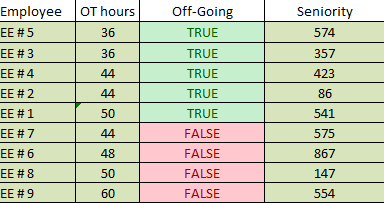 Employee OT hours Off-Going Seniority
EE # 5 36 TRUE 574
EE # 3 36 TRUE 357
EE # 4 44 TRUE 423
EE # 2 44 TRUE 86
EE # 1 50 TRUE 541
EE # 7 44 FALSE 575
EE # 6 48 FALSE 867
EE # 8 50 FALSE 147
EE # 9 60 FALSE 554